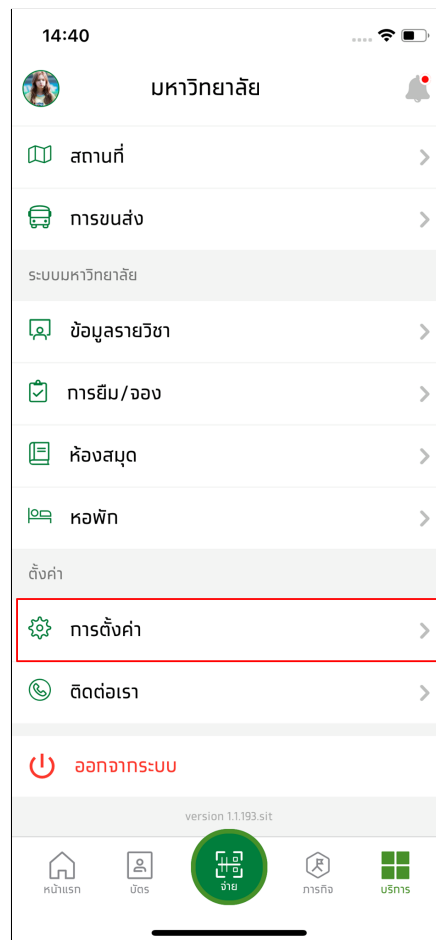 14:40
มหาวิทยาลัย
สถานที่
การขนส่ง
ระบบมหาวิทยาลัย
ข้อมูลรายวิชา
การยืม/จอง
ห้องสมุด
หอพัก
ตั้งค่า
การตั้งค่า
ติดต่อเรา
ออกจากระบบ
version 1.1.193.sit
หน้าแรก
บัตร
จ่าย
ภารกิจ
บริการ